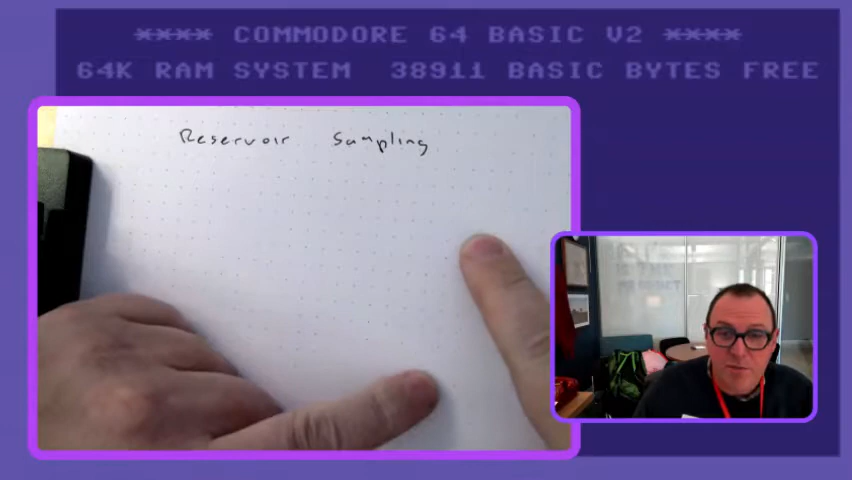 **** COMMODORE 64 BASIC V2 ****
64K RAM SYSTEM 38911 BASIC BYTES FREE
Reservoir Sampling